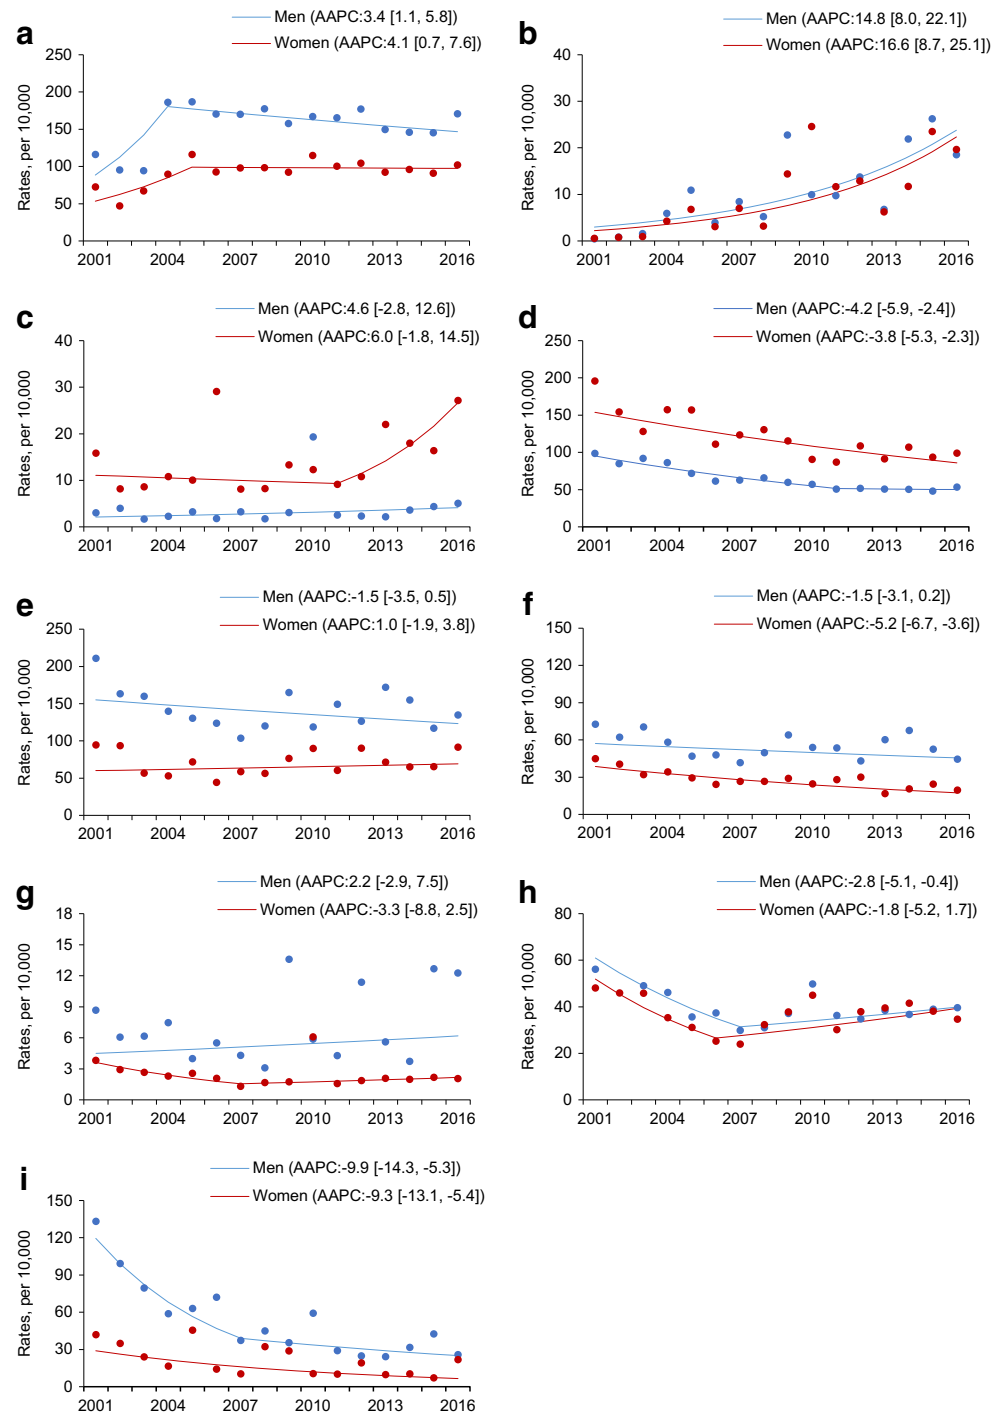 a
Men (AAPC:3.4 [1.1, 5.8])
Women (AAPC:4.1 [0.7, 7.6])
Rates, per 10,000
250
200
150
100
50
0
2001 2004 2007 2010 2013 2016
b
Men (AAPC:14.8 [8.0, 22.1])
Women (AAPC:16.6 [8.7, 25.1])
Rates, per 10,000
40
30
20
10
0
2001 2004 2007 2010 2013 2016
c
Men (AAPC:4.6 [-2.8, 12.6])
Women (AAPC:6.0 [-1.8, 14.5])
Rates, per 10,000
40
30
20
10
0
2001 2004 2007 2010 2013 2016
d
Men (AAPC:-4.2 [-5.9, -2.4])
Women (AAPC:-3.8 [-5.3, -2.3])
Rates, per 10,000
250
200
150
100
50
0
2001 2004 2007 2010 2013 2016
e
Men (AAPC:-1.5 [-3.5, 0.5])
Women (AAPC:1.0 [-1.9, 3.8])
Rates, per 10,000
250
200
150
100
50
0
2001 2004 2007 2010 2013 2016
f
Men (AAPC:-1.5 [-3.1, 0.2])
Women (AAPC:-5.2 [-6.7, -3.6])
Rates, per 10,000
150
120
90
60
30
0
2001 2004 2007 2010 2013 2016
g
Men (AAPC:2.2 [-2.9, 7.5])
Women (AAPC:-3.3 [-8.8, 2.5])
Rates, per 10,000
18
15
12
9
6
3
0
2001 2004 2007 2010 2013 2016
h
Men (AAPC:-2.8 [-5.1, -0.4])
Women (AAPC:-1.8 [-5.2, 1.7])
Rates, per 10,000
80
60
40
20
0
2001 2004 2007 2010 2013 2016
i
Men (AAPC:-9.9 [-14.3, -5.3])
Women (AAPC:-9.3 [-13.1, -5.4])
Rates, per 10,000
150
120
90
60
30
0
2001 2004 2007 2010 2013 2016